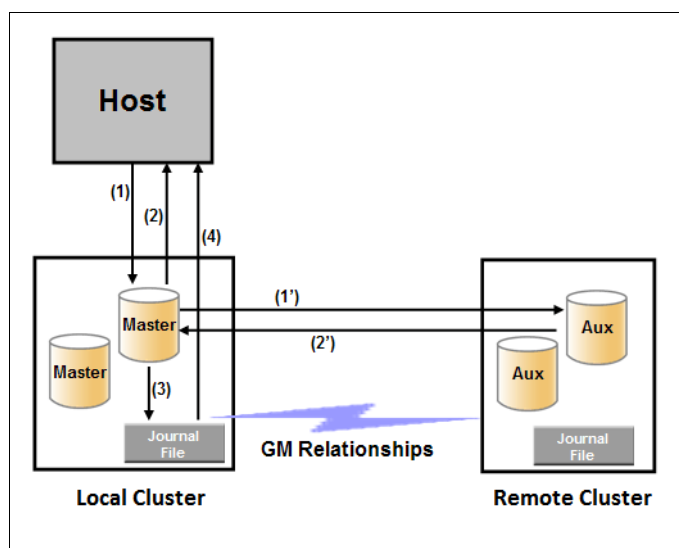 Host
(1)
(2)
(4)
(1')
Master
Aux
(2')
Master
Aux
(3)
Journal
File
GM Relationships
Journal
File
Local Cluster
Remote Cluster